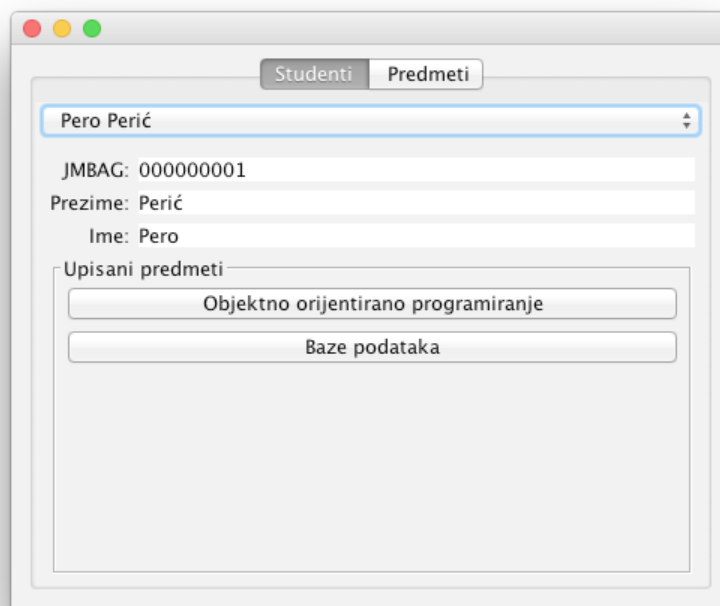 Studenti Predmeti
Pero Perić
JMBAG: 000000001
Prezime: Perić
Ime: Pero
Upisani predmeti
Objektno orijentirano programiranje
Baze podataka